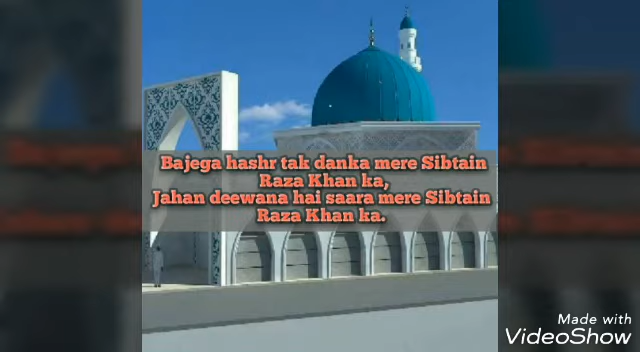 Bajega hashr tak danka mere Sibtain
Raza Khan ka,
Jahan deewana hai saara mere Sibtain
Raza Khan ka.
Made with
VideoShow